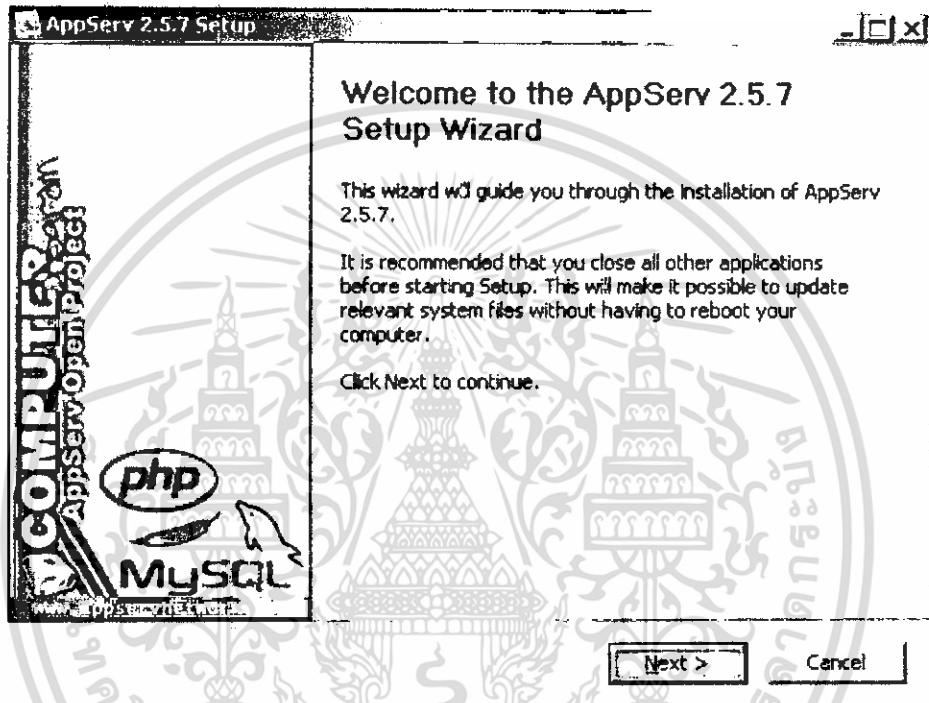 AppServ 2.5.7 Setup
Welcome to the AppServ 2.5.7
Setup Wizard
This wizard will guide you through the installation of AppServ
2.5.7.
It is recommended that you close all other applications
before starting Setup. This will make it possible to update
relevant system files without having to reboot your
computer.
Click Next to continue.
COMPUTER
AppServ Open Project
php
MySQL
Next >
Cancel